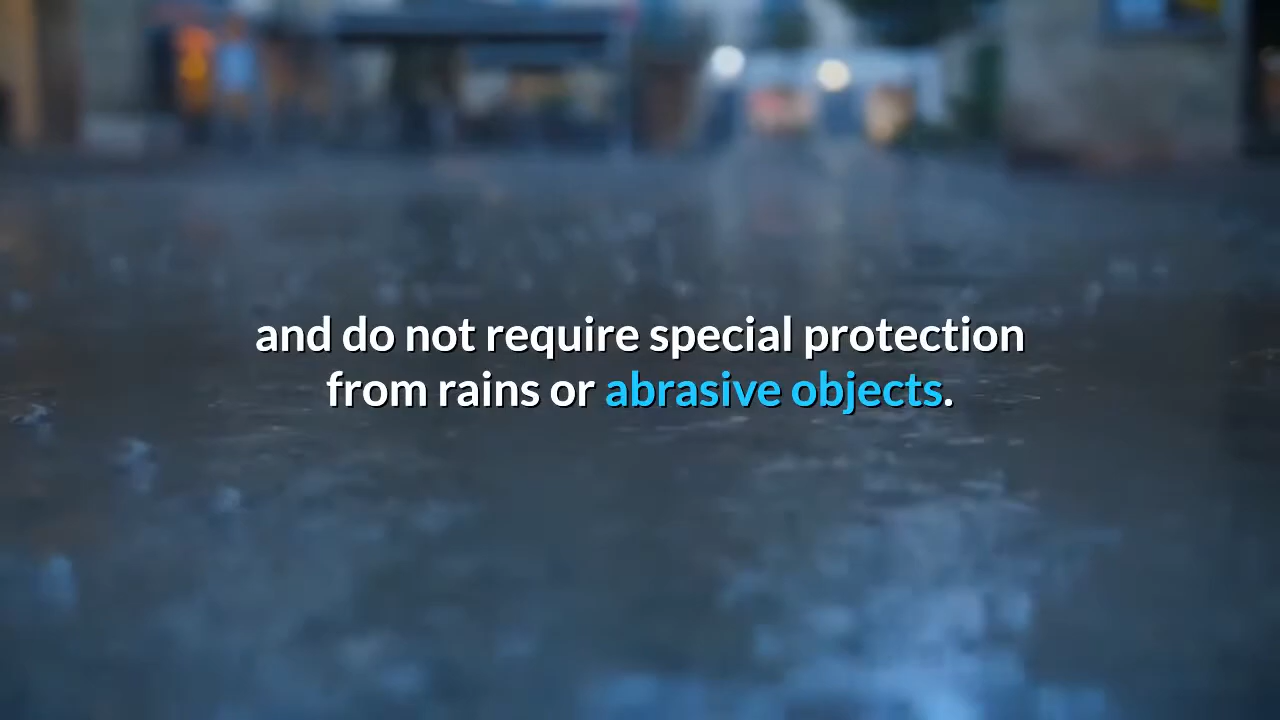 and do not require special protection
from rains or abrasive objects.